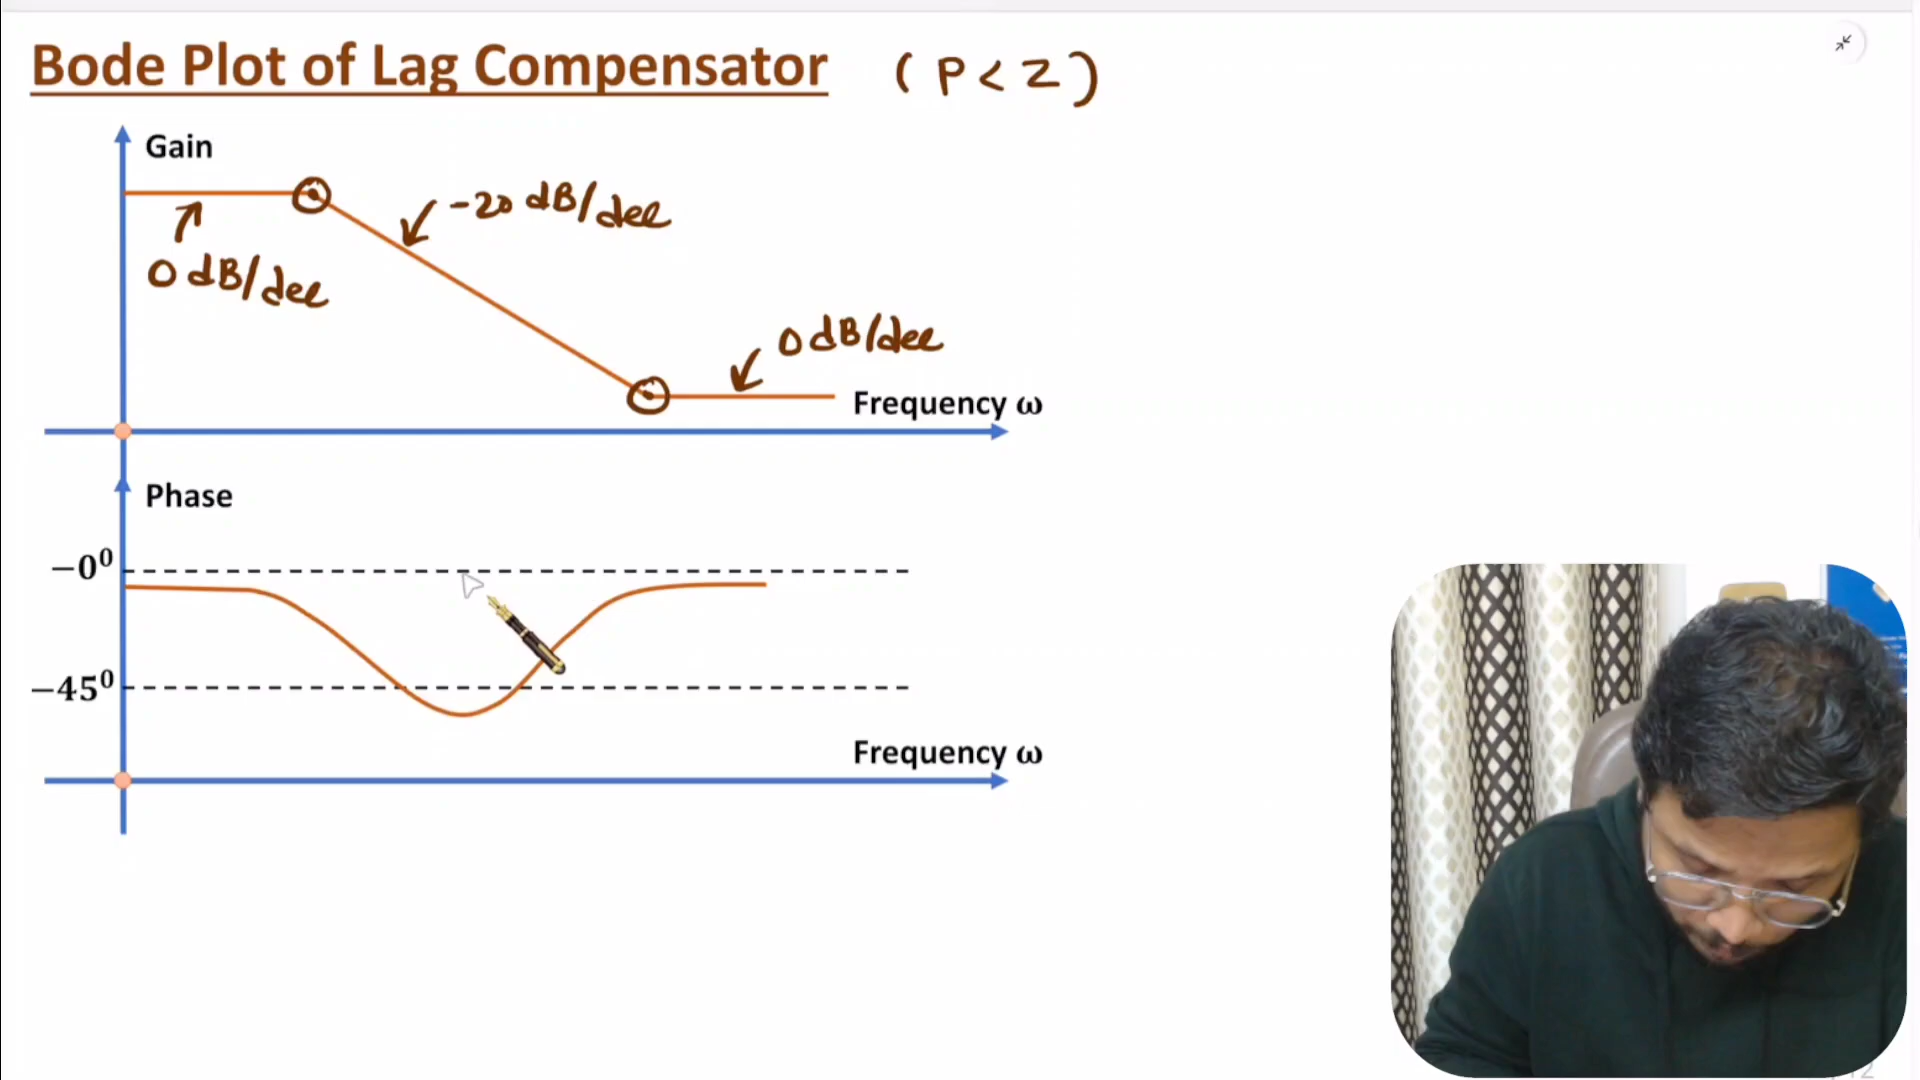 Bode Plot of Lag Compensator (P < Z)
Gain
-20 dB/dec
0 dB/dec
0 dB/dec
Frequency ω
Phase
−0⁰
−45⁰
Frequency ω
12